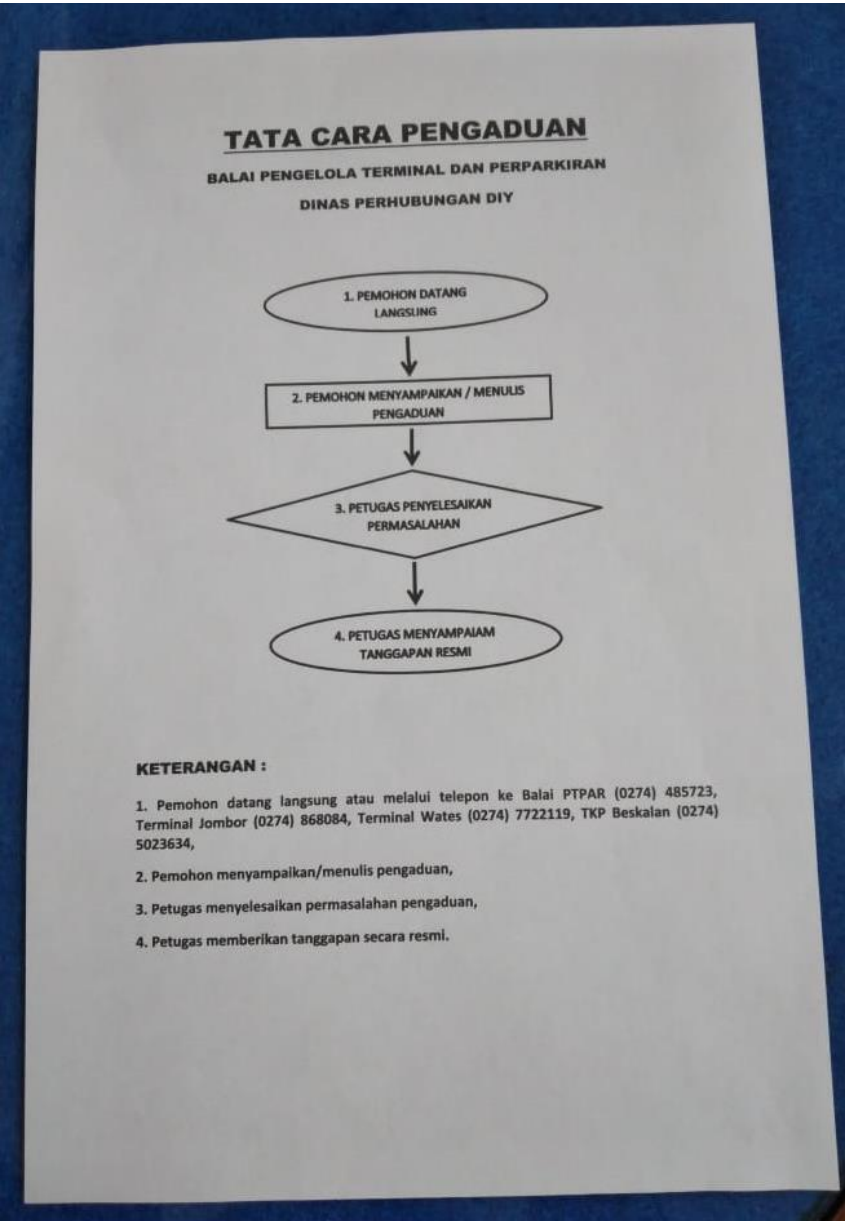 TATA CARA PENGADUAN
BALAI PENGELOLA TERMINAL DAN PERPARKIRAN
DINAS PERHUBUNGAN DIY
1. PEMOHON DATANG
LANGSUNG
2. PEMOHON MENYAMPAIKAN / MENULIS
PENGADUAN
3. PETUGAS PENYELESAIKAN
PERMASALAHAN
4. PETUGAS MENYAMPAIAM
TANGGAPAN RESMI
KETERANGAN :
1. Pemohon datang langsung atau melalui telepon ke Balai PTPAR (0274) 485723,
Terminal Jombor (0274) 868084, Terminal Wates (0274) 7722119, TKP Beskalan (0274)
5023634,
2. Pemohon menyampaikan/menulis pengaduan,
3. Petugas menyelesaikan permasalahan pengaduan,
4. Petugas memberikan tanggapan secara resmi.